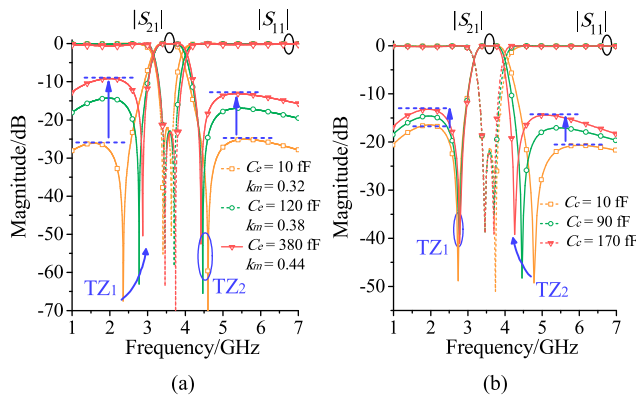 |S21| |S11|
0
-10
-20
-30
-40
-50
-60
-70
Magnitude/dB
Ce = 10 fF
km = 0.32
Ce = 120 fF
km = 0.38
Ce = 380 fF
km = 0.44
TZ1
TZ2
1 2 3 4 5 6 7
Frequency/GHz
(a)
|S21| |S11|
0
-10
-20
-30
-40
-50
Magnitude/dB
Cc = 10 fF
Cc = 90 fF
Cc = 170 fF
TZ1
TZ2
1 2 3 4 5 6 7
Frequency/GHz
(b)